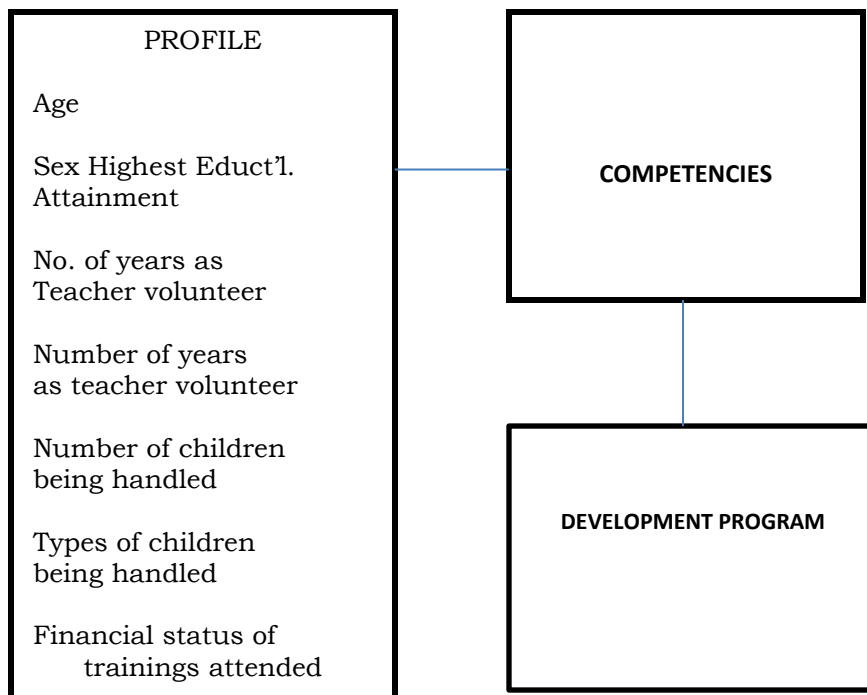 PROFILE
Age
Sex Highest Educt’l.
Attainment
No. of years as
Teacher volunteer
Number of years
as teacher volunteer
Number of children
being handled
Types of children
being handled
Financial status of
trainings attended
COMPETENCIES
DEVELOPMENT PROGRAM